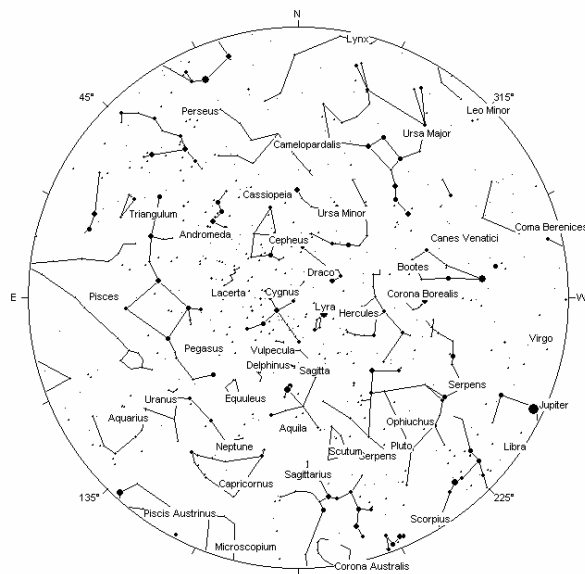 N
Lynx
45°
315°
Perseus
Leo Minor
Ursa Major
Camelopardalis
Cassiopeia
Triangulum
Ursa Minor
Coma Berenices
Andromeda
Cepheus
Canes Venatici
Draco
Bootes
Lacerta
Cygnus
Corona Borealis
E
Pisces
W
Lyra
Hercules
Virgo
Pegasus
Vulpecula
Delphinus
Sagitta
Serpens
Uranus
Equuleus
Jupiter
Aquarius
Aquila
Ophiuchus
Neptune
Pluto
Libra
Scutum
Serpens
Sagittarius
Capricornus
135°
225°
Piscis Austrinus
Scorpius
Microscopium
Corona Australis